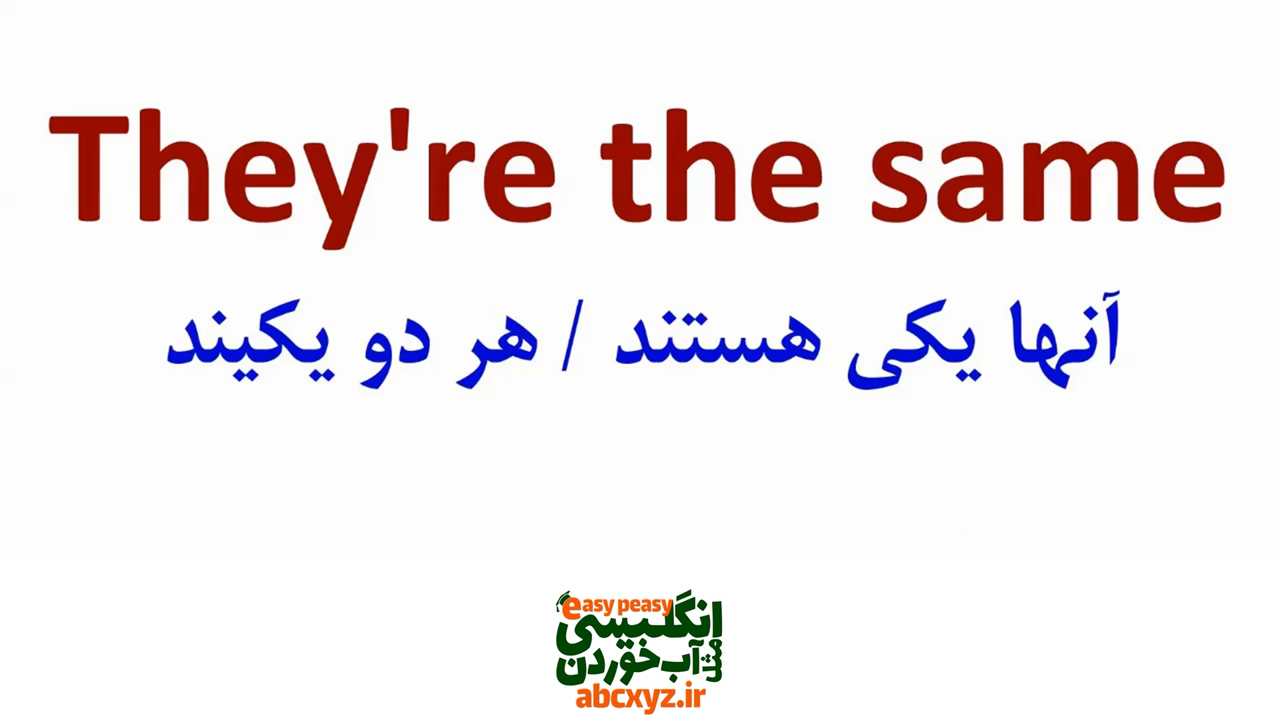 They're the same
آنها یکی هستند / هر دو یکیند
easy peasy
انگلیسی
مثل آب خوردن
abcxyz.ir